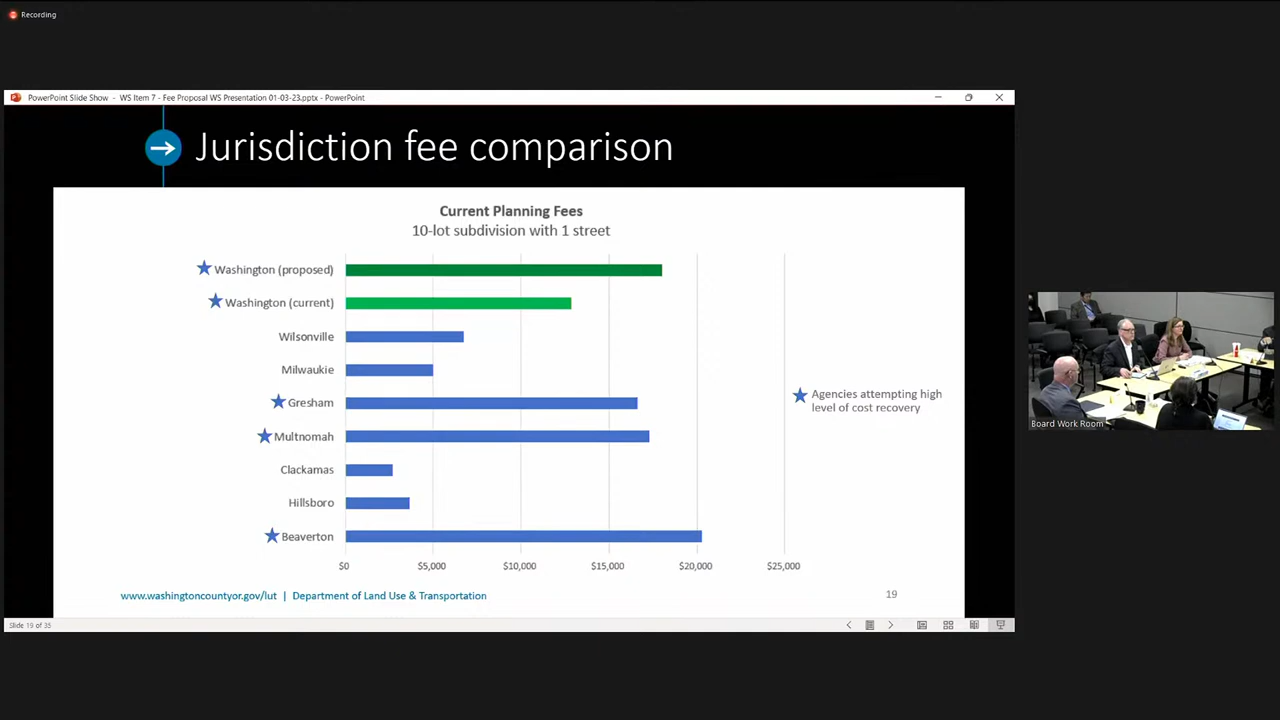 Recording
PowerPoint Slide Show - WS Item 7 - Fee Proposal WS Presentation 01-03-23.pptx - PowerPoint
Jurisdiction fee comparison
Current Planning Fees
10-lot subdivision with 1 street
Washington (proposed)
Washington (current)
Wilsonville
Milwaukie
Gresham
Multnomah
Clackamas
Hillsboro
Beaverton
$0
$5,000
$10,000
$15,000
$20,000
$25,000
Agencies attempting high
level of cost recovery
www.washingtoncountyor.gov/lut | Department of Land Use & Transportation
19
Slide 19 of 35
Board Work Room